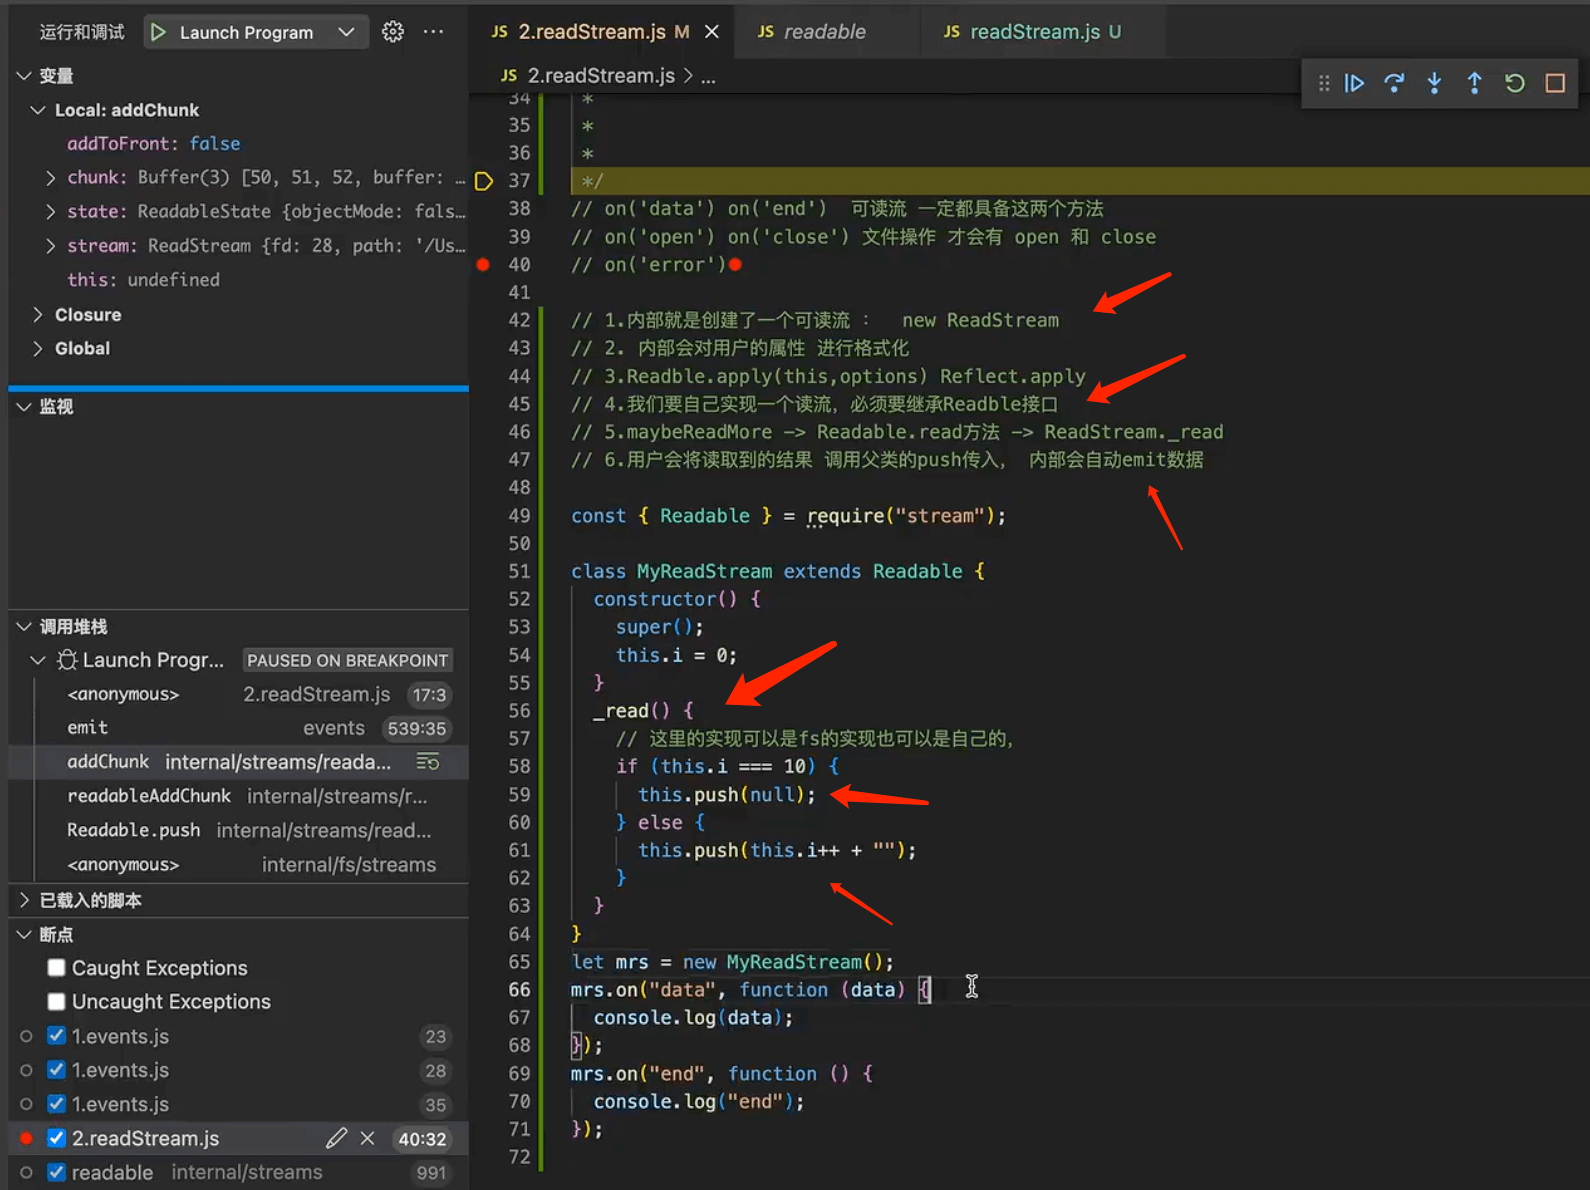 运行和调试 Launch Program ...
变量
Local: addChunk
addToFront: false
chunk: Buffer(3) [50, 51, 52, buffer: …
state: ReadableState {objectMode: fals…
stream: ReadStream {fd: 28, path: '/Us…
this: undefined
Closure
Global
监视
调用堆栈
Launch Progr... PAUSED ON BREAKPOINT
<anonymous> 2.readStream.js 17:3
emit events 539:35
addChunk internal/streams/reada...
readableAddChunk internal/streams/r...
Readable.push internal/streams/read...
<anonymous> internal/fs/streams
已载入的脚本
断点
Caught Exceptions
Uncaught Exceptions
1.events.js 23
1.events.js 28
1.events.js 35
2.readStream.js 40:32
readable internal/streams 991
JS 2.readStream.js M
JS readable
JS readStream.js U
JS 2.readStream.js > ...
34 *
35 *
36 *
37 */
38 // on('data') on('end') 可读流 一定都具备这两个方法
39 // on('open') on('close') 文件操作 才会有 open 和 close
40 // on('error')
41
42 // 1.内部就是创建了一个可读流 : new ReadStream
43 // 2. 内部会对用户的属性 进行格式化
44 // 3.Readble.apply(this,options) Reflect.apply
45 // 4.我们要自己实现一个读流, 必须要继承Readble接口
46 // 5.maybeReadMore -> Readable.read方法 -> ReadStream._read
47 // 6.用户会将读取到的结果 调用父类的push传入, 内部会自动emit数据
48
49 const { Readable } = require("stream");
50
51 class MyReadStream extends Readable {
52 constructor() {
53 super();
54 this.i = 0;
55 }
56 _read() {
57 // 这里的实现可以是fs的实现也可以是自己的,
58 if (this.i === 10) {
59 this.push(null);
60 } else {
61 this.push(this.i++ + "");
62 }
63 }
64 }
65 let mrs = new MyReadStream();
66 mrs.on("data", function (data) {
67 console.log(data);
68 });
69 mrs.on("end", function () {
70 console.log("end");
71 });
72